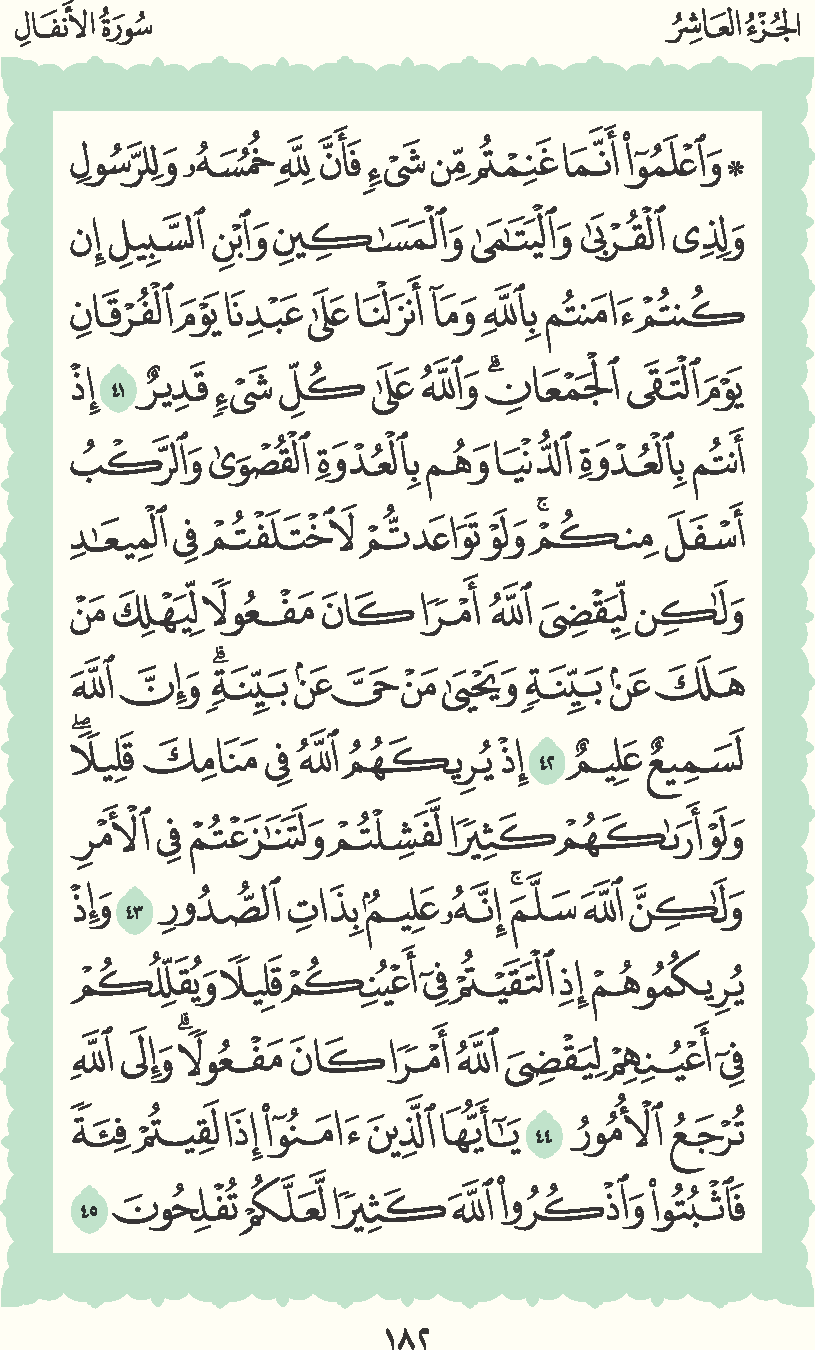 الجُزْءُ العَاشِرُ سُورَةُ الأَنفَالِ
* وَٱعْلَمُوٓا۟ أَنَّمَا غَنِمْتُم مِّن شَىْءٍ فَأَنَّ لِلَّهِ خُمُسَهُۥ وَلِلرَّسُولِ
وَلِذِى ٱلْقُرْبَىٰ وَٱلْيَتَـٰمَىٰ وَٱلْمَسَـٰكِينِ وَٱبْنِ ٱلسَّبِيلِ إِن
كُنتُمْ ءَامَنتُم بِٱللَّهِ وَمَآ أَنزَلْنَا عَلَىٰ عَبْدِنَا يَوْمَ ٱلْفُرْقَانِ
يَوْمَ ٱلْتَقَى ٱلْجَمْعَانِ ۗ وَٱللَّهُ عَلَىٰ كُلِّ شَىْءٍ قَدِيرٌ ٤١ إِذْ
أَنتُم بِٱلْعُدْوَةِ ٱلدُّنْيَا وَهُم بِٱلْعُدْوَةِ ٱلْقُصْوَىٰ وَٱلرَّكْبُ
أَسْفَلَ مِنكُمْ ۚ وَلَوْ تَوَاعَدتُّمْ لَٱخْتَلَفْتُمْ فِى ٱلْمِيعَـٰدِ
وَلَـٰكِن لِّيَقْضِىَ ٱللَّهُ أَمْرًا كَانَ مَفْعُولًا لِّيَهْلِكَ مَنْ
هَلَكَ عَنۢ بَيِّنَةٍ وَيَحْيَىٰ مَنْ حَىَّ عَنۢ بَيِّنَةٍ ۗ وَإِنَّ ٱللَّهَ
لَسَمِيعٌ عَلِيمٌ ٤٢ إِذْ يُرِيكَهُمُ ٱللَّهُ فِى مَنَامِكَ قَلِيلًا ۖ
وَلَوْ أَرَىٰكَهُمْ كَثِيرًا لَّفَشِلْتُمْ وَلَتَنَـٰزَعْتُمْ فِى ٱلْأَمْرِ
وَلَـٰكِنَّ ٱللَّهَ سَلَّمَ ۚ إِنَّهُۥ عَلِيمٌۢ بِذَاتِ ٱلصُّدُورِ ٤٣ وَإِذْ
يُرِيكُمُوهُمْ إِذِ ٱلْتَقَيْتُمْ فِىٓ أَعْيُنِكُمْ قَلِيلًا وَيُقَلِّلُكُمْ
فِىٓ أَعْيُنِهِمْ لِيَقْضِىَ ٱللَّهُ أَمْرًا كَانَ مَفْعُولًا ۗ وَإِلَى ٱللَّهِ
تُرْجَعُ ٱلْأُمُورُ ٤٤ يَـٰٓأَيُّهَا ٱلَّذِينَ ءَامَنُوٓا۟ إِذَا لَقِيتُمْ فِئَةً
فَٱثْبُتُوا۟ وَٱذْكُرُوا۟ ٱللَّهَ كَثِيرًا لَّعَلَّكُمْ تُفْلِحُونَ ٤٥
١٨٢